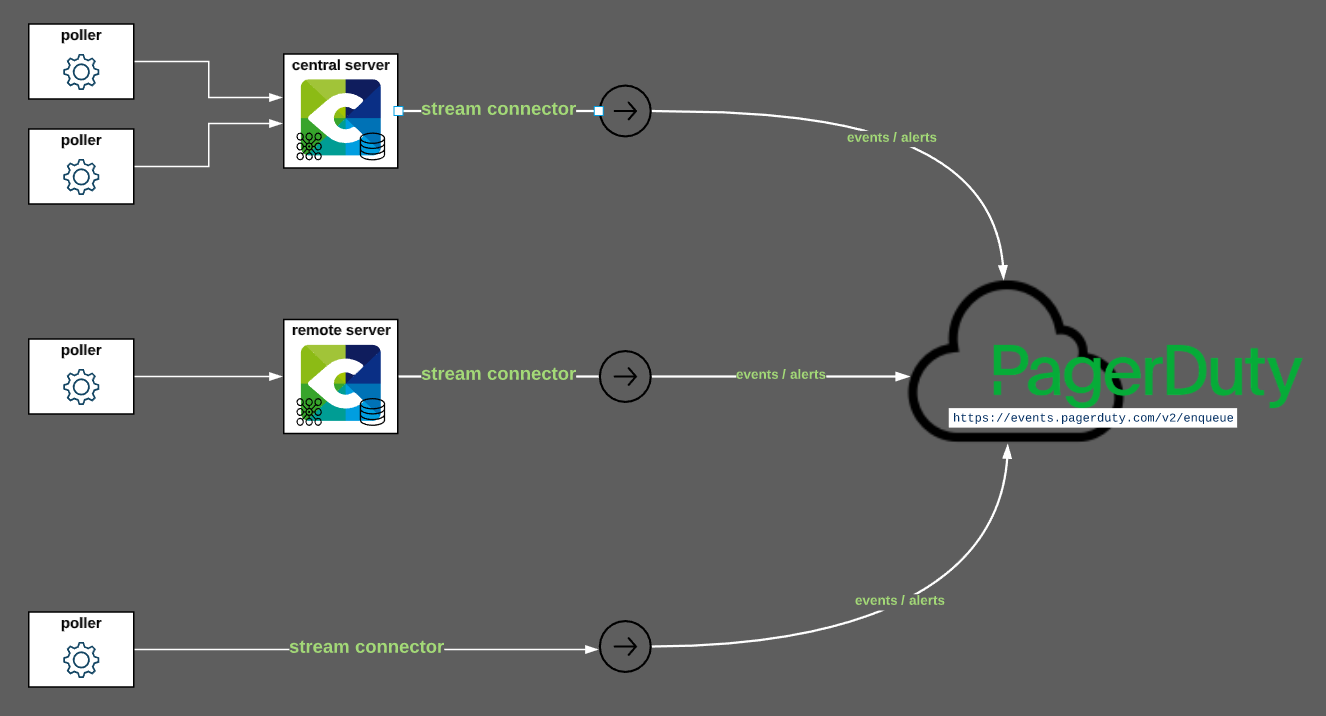 poller
central server
poller
stream connector
events / alerts
poller
remote server
stream connector
events / alerts
PagerDuty
https://events.pagerduty.com/v2/enqueue
poller
stream connector
events / alerts